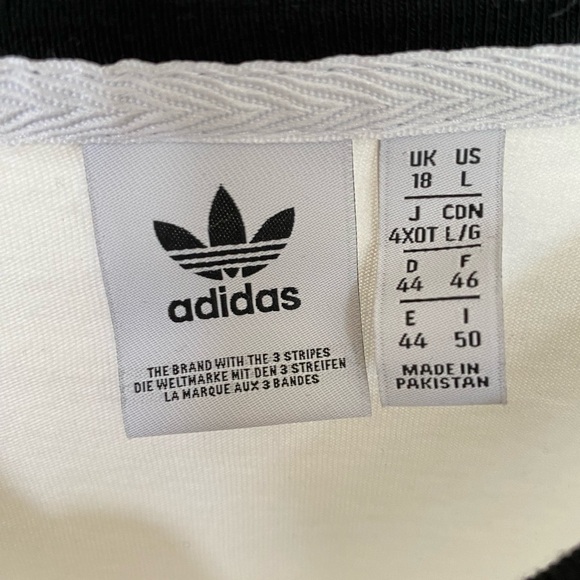 adidas
THE BRAND WITH THE 3 STRIPES
DIE WELTMARKE MIT DEN 3 STREIFEN
LA MARQUE AUX 3 BANDES
UK US
18 L
J CDN
4XOT L/G
D F
44 46
E I
44 50
MADE IN
PAKISTAN